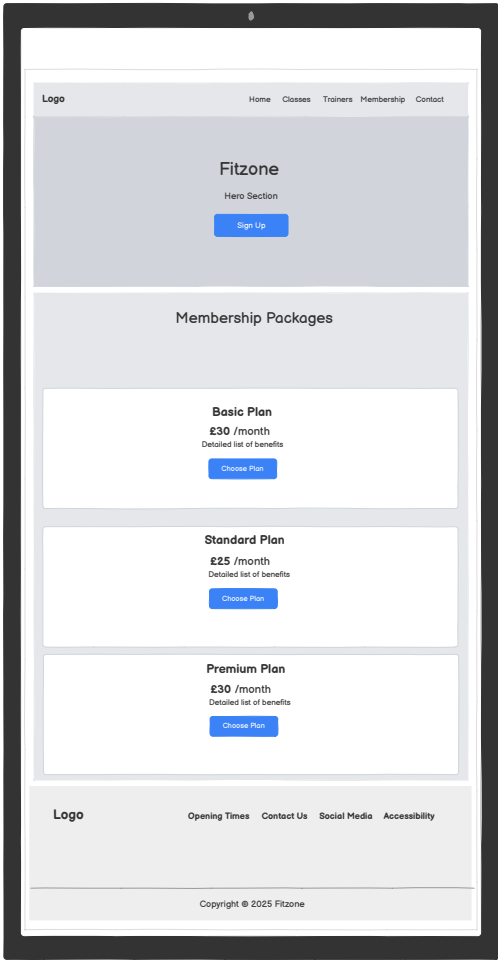 Logo Home Classes Trainers Membership Contact
Fitzone
Hero Section
Sign Up
Membership Packages
Basic Plan
£30 /month
Detailed list of benefits
Choose Plan
Standard Plan
£25 /month
Detailed list of benefits
Choose Plan
Premium Plan
£30 /month
Detailed list of benefits
Choose Plan
Logo Opening Times Contact Us Social Media Accessibility
Copyright © 2025 Fitzone